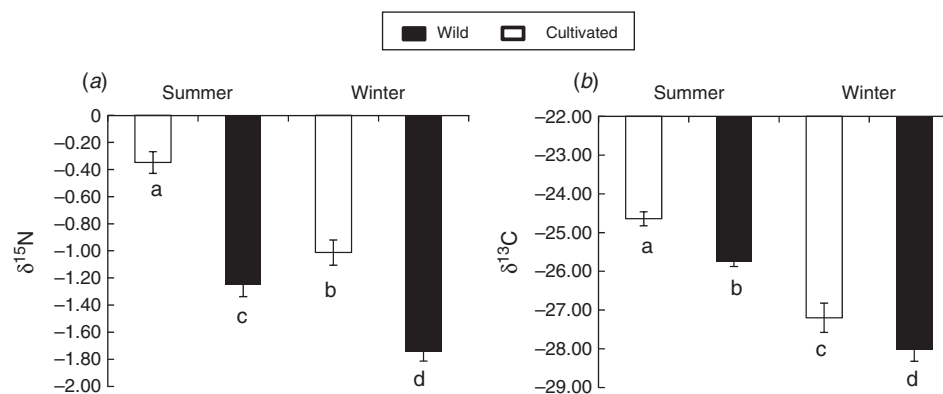 Wild Cultivated
(a)
Summer Winter
0
–0.20
–0.40
–0.60
–0.80
–1.00
–1.20
–1.40
–1.60
–1.80
–2.00
δ15N
a
c
b
d
(b)
Summer Winter
–22.00
–23.00
–24.00
–25.00
–26.00
–27.00
–28.00
–29.00
δ13C
a
b
c
d